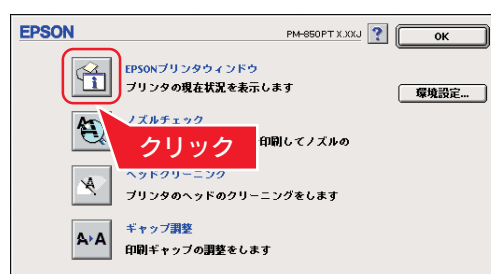 EPSON
PM-850PT X.XXJ
?
OK
EPSONプリンタウィンドウ
プリンタの現在状況を表示します
環境設定...
ノズルチェック
クリック
印刷してノズルの
ヘッドクリーニング
プリンタのヘッドのクリーニングをします
A›A
ギャップ調整
印刷ギャップの調整をします